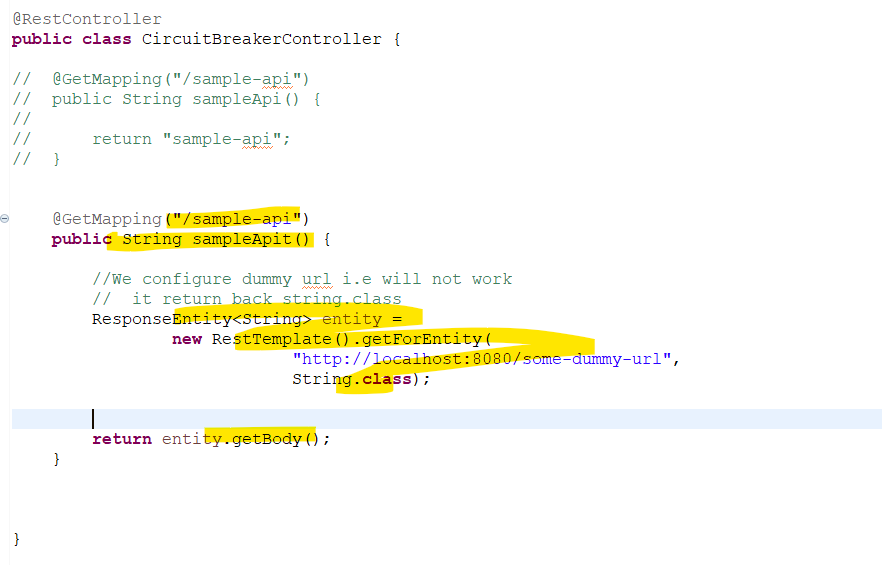 @RestController
public class CircuitBreakerController {
//  @GetMapping("/sample-api")
//  public String sampleApi() {
//
//      return "sample-api";
//  }
@GetMapping("/sample-api")
public String sampleApit() {
//We configure dummy url i.e will not work
//  it return back string.class
ResponseEntity<String> entity =
new RestTemplate().getForEntity(
"http://localhost:8080/some-dummy-url",
String.class);
return entity.getBody();
}
}